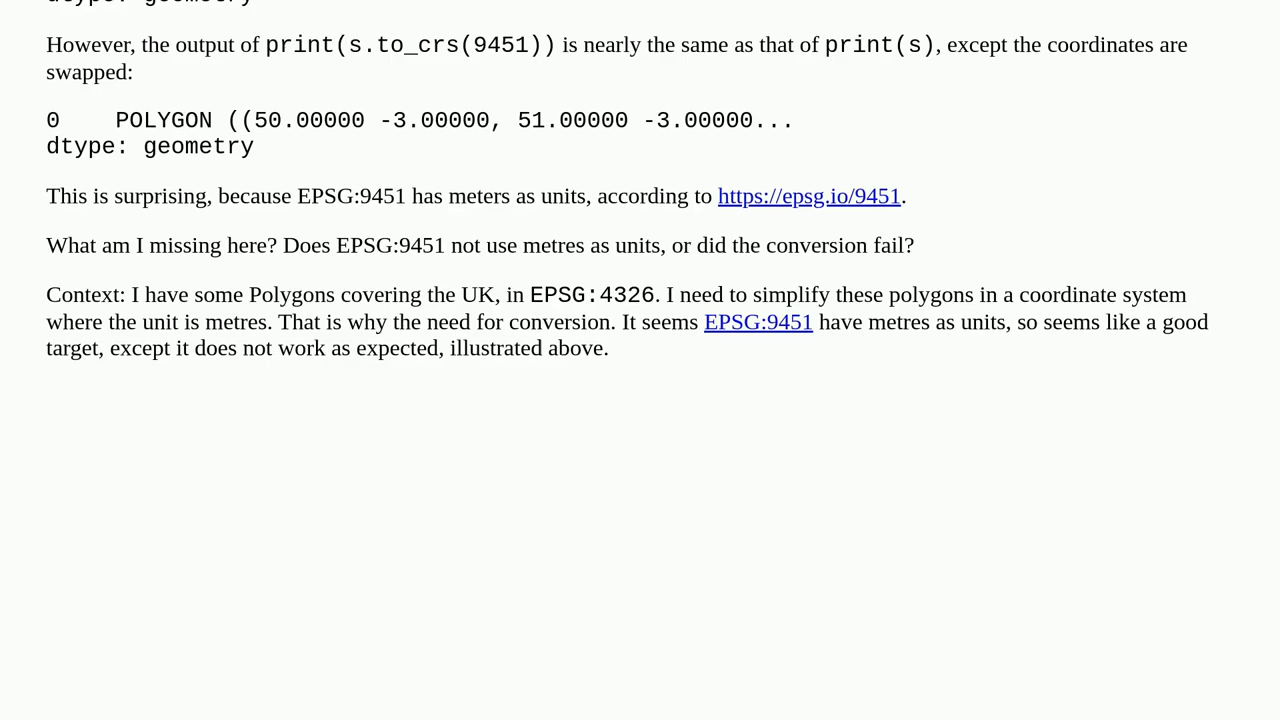 dtype: geometry
However, the output of print(s.to_crs(9451)) is nearly the same as that of print(s), except the coordinates are
swapped:
0    POLYGON ((50.00000 -3.00000, 51.00000 -3.00000...
dtype: geometry
This is surprising, because EPSG:9451 has meters as units, according to https://epsg.io/9451.
What am I missing here? Does EPSG:9451 not use metres as units, or did the conversion fail?
Context: I have some Polygons covering the UK, in EPSG:4326. I need to simplify these polygons in a coordinate system
where the unit is metres. That is why the need for conversion. It seems EPSG:9451 have metres as units, so seems like a good
target, except it does not work as expected, illustrated above.